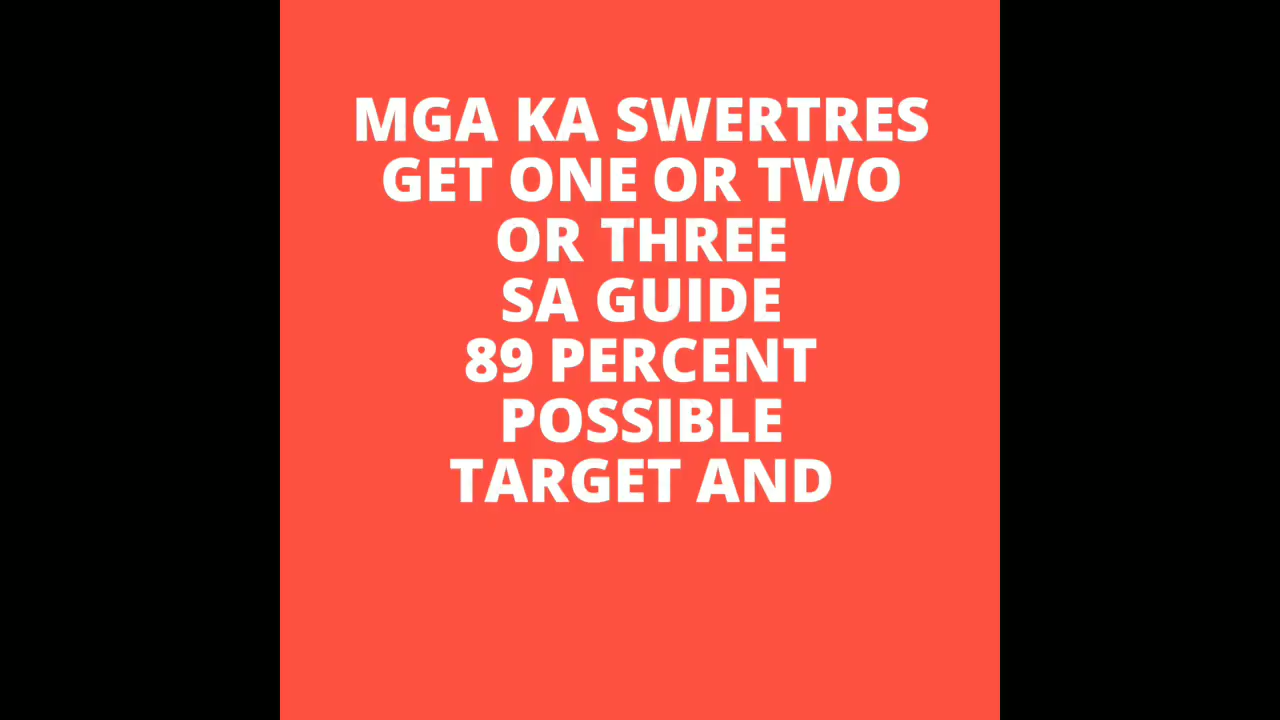 MGA KA SWERTRES
GET ONE OR TWO
OR THREE
SA GUIDE
89 PERCENT
POSSIBLE
TARGET AND